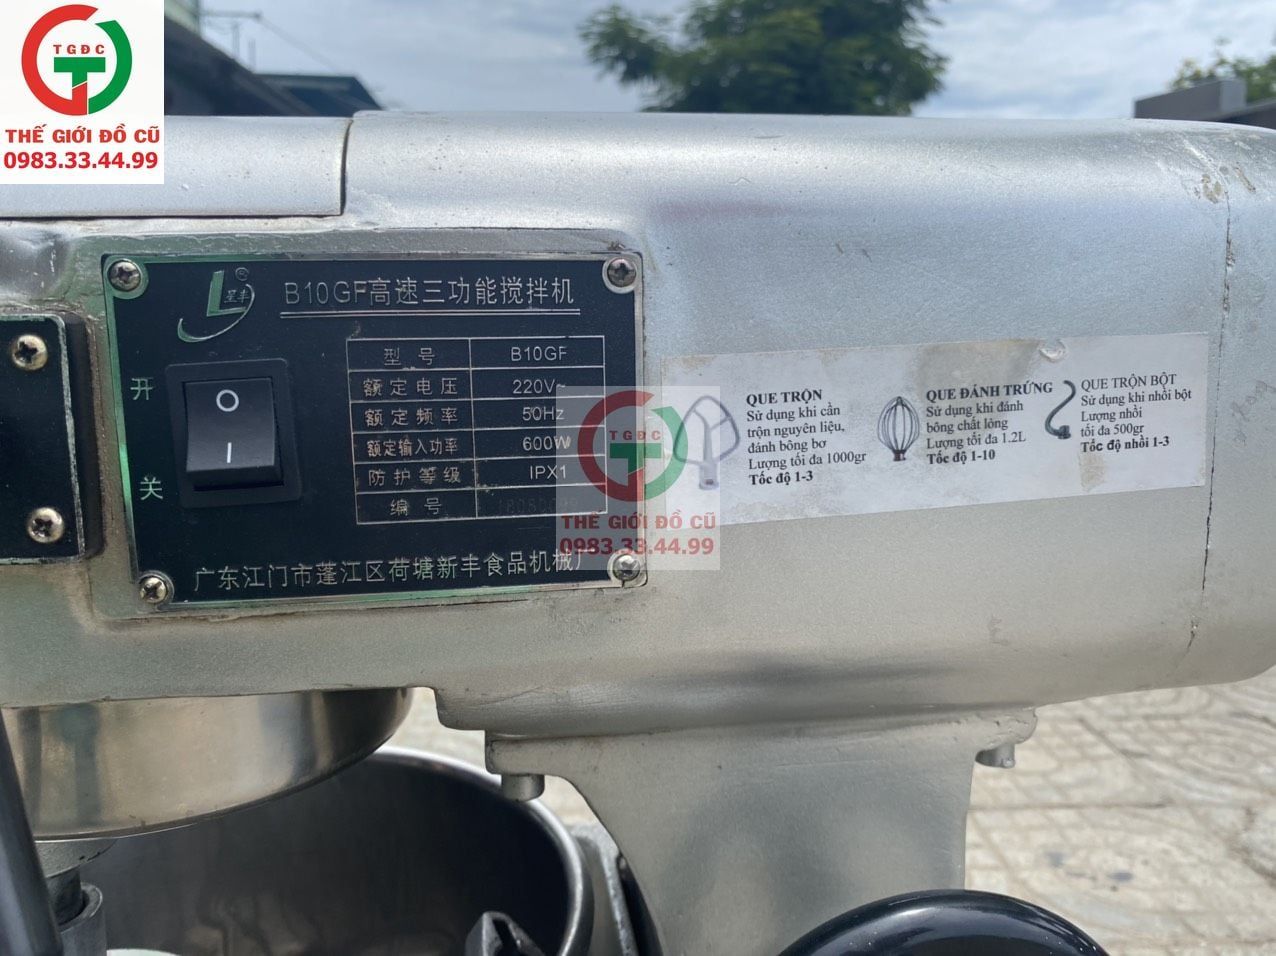 TGĐC
THẾ GIỚI ĐỒ CŨ
0983.33.44.99
呈丰®
B10GF高速三功能搅拌机
型号 B10GF
额定电压 220V~
额定频率 50Hz
额定输入功率 600W
防护等级 IPX1
编号
开
关
广东江门市蓬江区荷塘新丰食品机械厂
QUE TRỘN
Sử dụng khi cần
trộn nguyên liệu,
đánh bông bơ
Lượng tối đa 1000gr
Tốc độ 1-3
QUE ĐÁNH TRỨNG
Sử dụng khi đánh
bông chất lỏng
Lượng tối đa 1.2L
Tốc độ 1-10
QUE TRỘN BỘT
Sử dụng khi nhồi bột
Lượng nhồi
tối đa 500gr
Tốc độ nhồi 1-3
TGĐC
THẾ GIỚI ĐỒ CŨ
0983.33.44.99